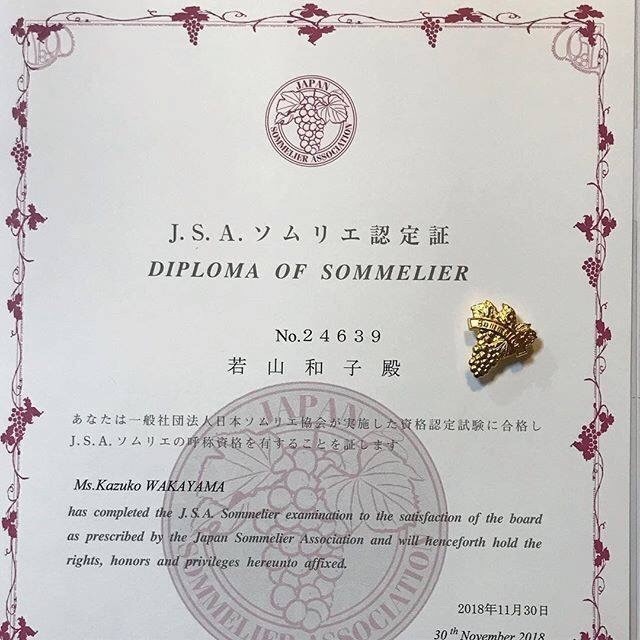 JAPAN
SOMMELIER ASSOCIATION
J.S.A.ソムリエ認定証
DIPLOMA OF SOMMELIER
No.24639
若山和子殿
あなたは一般社団法人日本ソムリエ協会が実施した資格認定試験に合格し
J.S.A.ソムリエの呼称資格を有することを証します
JAPAN
Ms.Kazuko WAKAYAMA
has completed the J.S.A. Sommelier examination to the satisfaction of the board
as prescribed by the Japan Sommelier Association and will henceforth hold the
rights, honors and privileges hereunto affixed.
SOMMELIER ASSOCIATION
2018年11月30日
30th November 2018